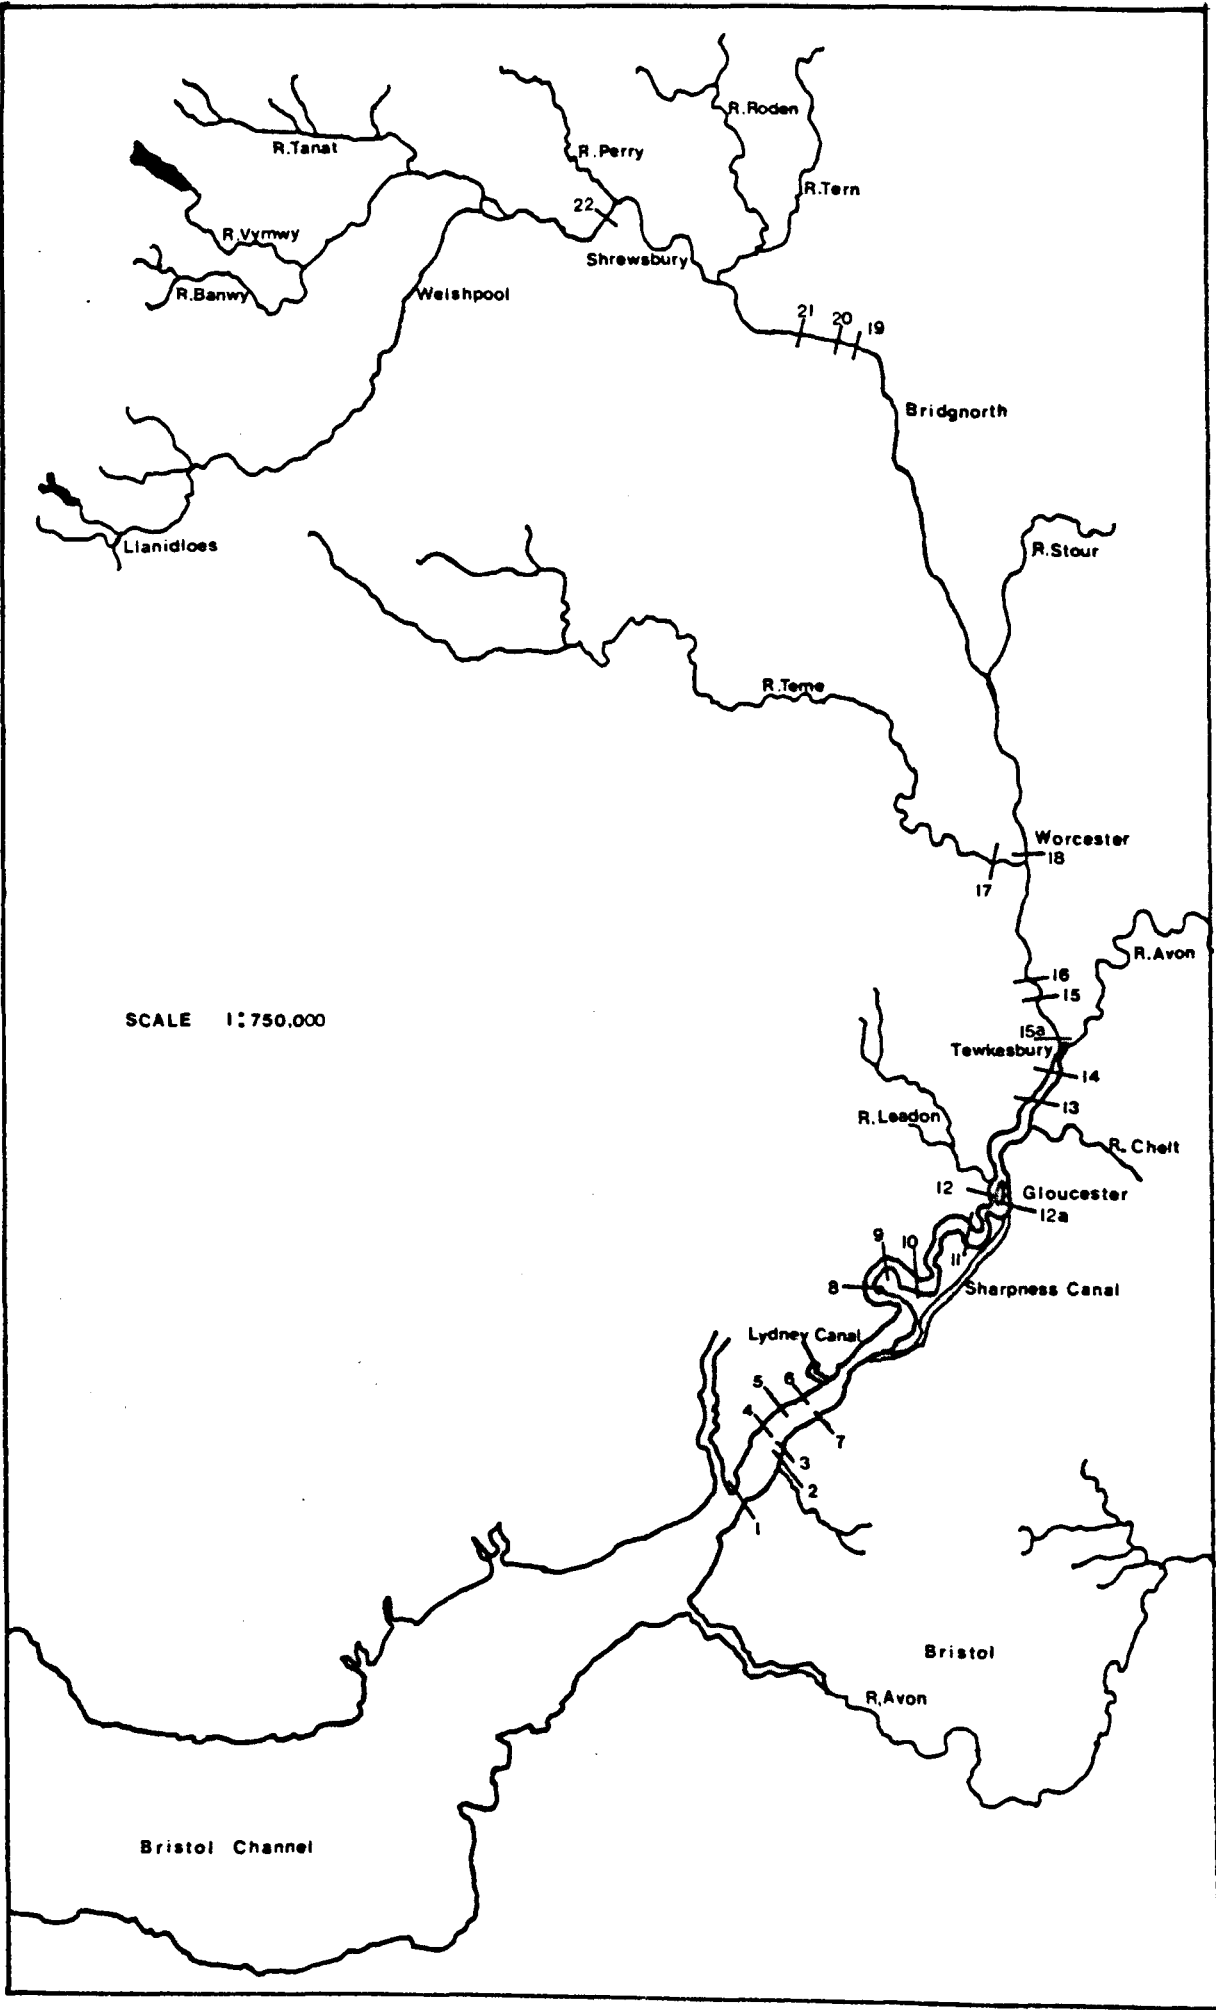 R.Roden
R.Tanat
R.Perry
R.Tern
22
R.Vyrnwy
Shrewsbury
R.Banwy
Welshpool
21
20
19
Bridgnorth
Llanidloes
R.Stour
R.Teme
Worcester
18
17
R.Avon
16
15
SCALE 1:750,000
15a
Tewkesbury
14
13
R.Leadon
R.Chelt
12
Gloucester
12a
9
10
11
8
Sharpness Canal
Lydney Canal
5
6
4
7
3
2
1
Bristol
R.Avon
Bristol Channel